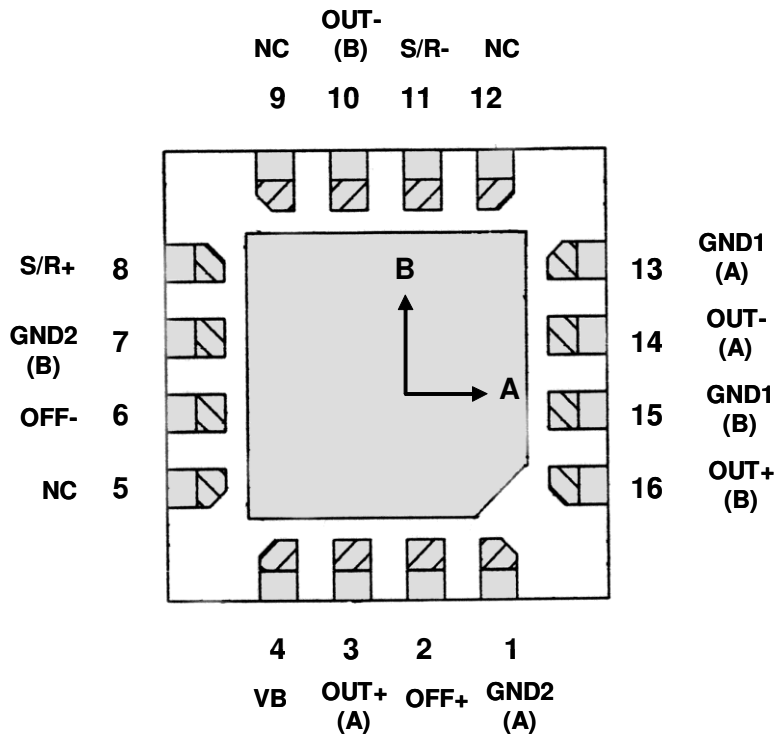 OUT-
NC (B) S/R- NC
9 10 11 12
S/R+ 8
GND2 7
(B)
OFF- 6
NC 5
B
A
13 GND1
(A)
14 OUT-
(A)
15 GND1
(B)
16 OUT+
(B)
4 3 2 1
VB OUT+ OFF+ GND2
(A) (A)